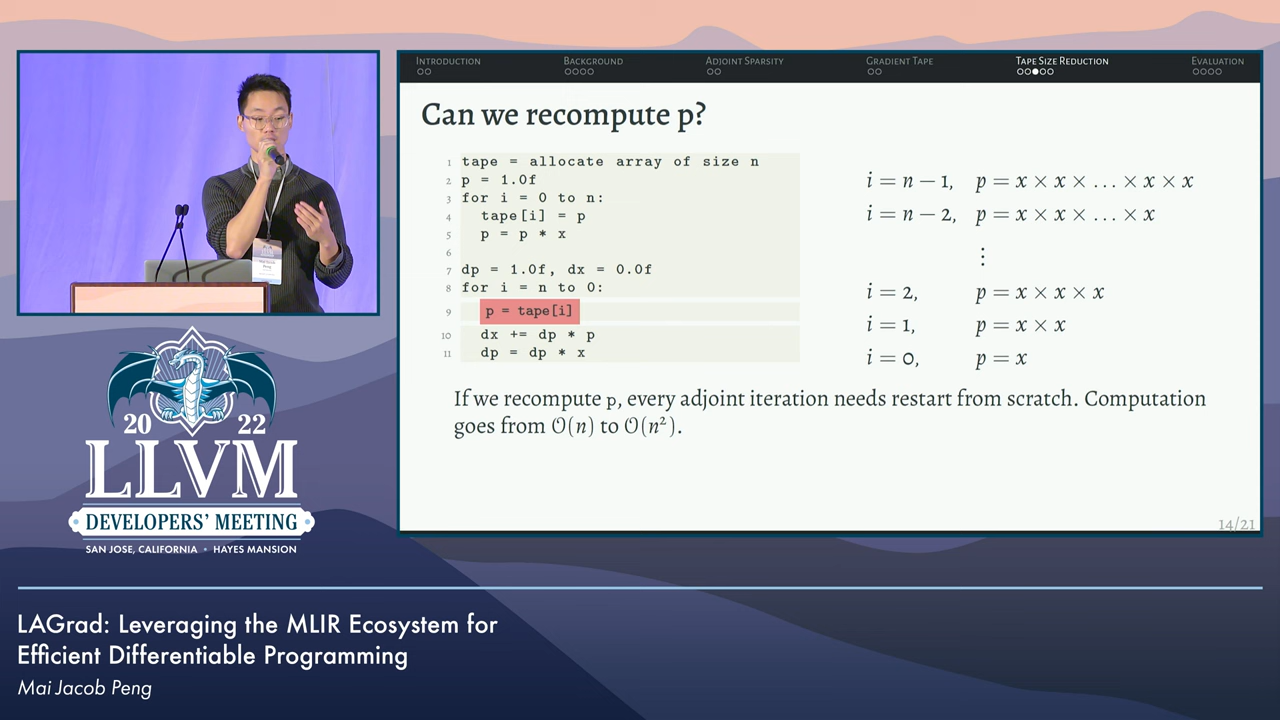 INTRODUCTION
BACKGROUND
ADJOINT SPARSITY
GRADIENT TAPE
TAPE SIZE REDUCTION
EVALUATION
Can we recompute p?
1 tape = allocate array of size n
2 p = 1.0f
3 for i = 0 to n:
4 tape[i] = p
5 p = p * x
6
7 dp = 1.0f, dx = 0.0f
8 for i = n to 0:
9 p = tape[i]
10 dx += dp * p
11 dp = dp * x
i = n − 1, p = x × x × … × x × x
i = n − 2, p = x × x × … × x
⋮
i = 2, p = x × x × x
i = 1, p = x × x
i = 0, p = x
If we recompute p, every adjoint iteration needs restart from scratch. Computation
goes from O(n) to O(n²).
14/21
20 22
LLVM
DEVELOPERS' MEETING
SAN JOSE, CALIFORNIA • HAYES MANSION
LAGrad: Leveraging the MLIR Ecosystem for
Efficient Differentiable Programming
Mai Jacob Peng